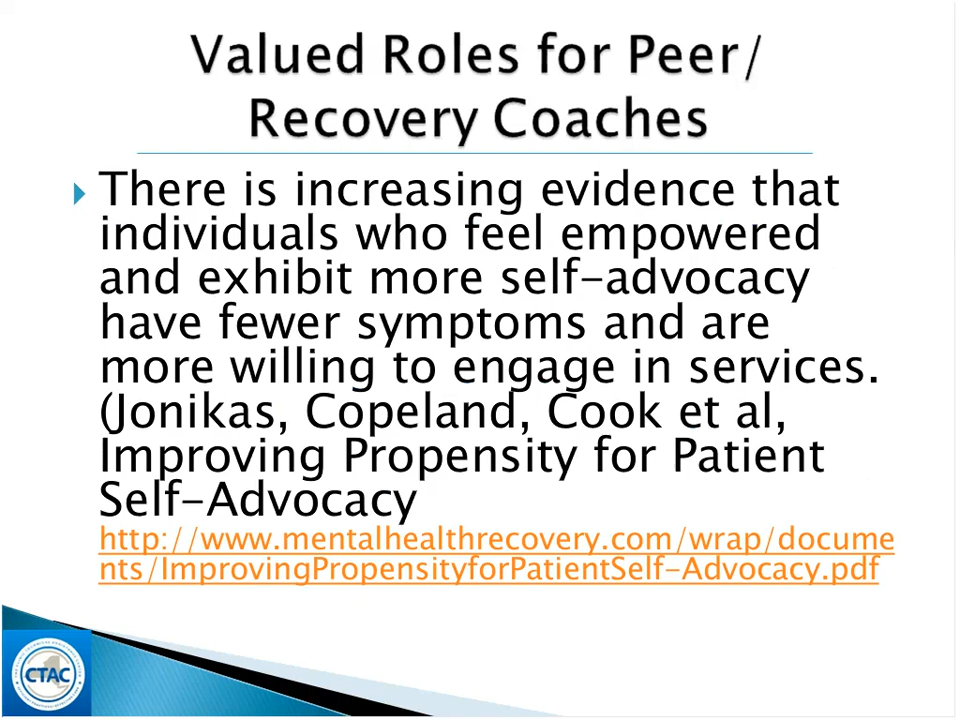 Valued Roles for Peer/
Recovery Coaches
There is increasing evidence that
individuals who feel empowered
and exhibit more self-advocacy
have fewer symptoms and are
more willing to engage in services.
(Jonikas, Copeland, Cook et al,
Improving Propensity for Patient
Self-Advocacy
http://www.mentalhealthrecovery.com/wrap/docume
nts/ImprovingPropensityforPatientSelf-Advocacy.pdf
CTAC